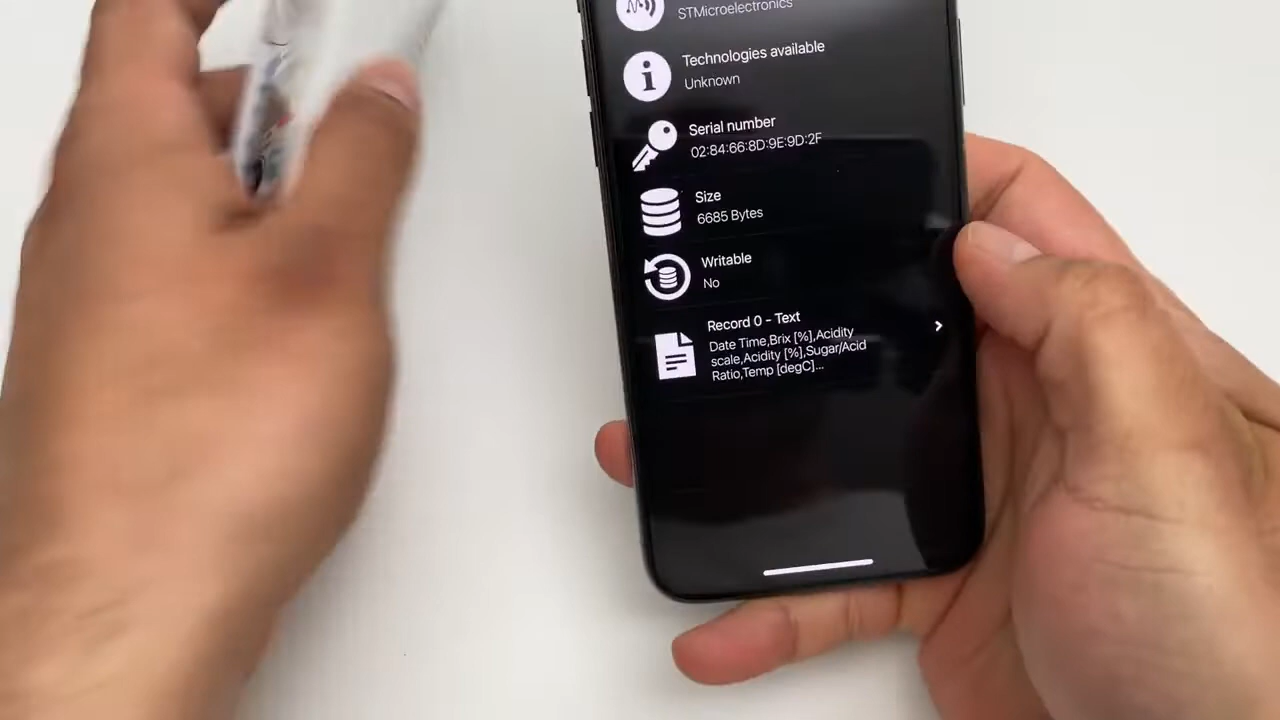 STMicroelectronics
Technologies available
Unknown
Serial number
02:84:66:8D:9E:9D:2F
Size
6685 Bytes
Writable
No
Record 0 - Text
Date Time,Brix [%],Acidity
scale,Acidity [%],Sugar/Acid
Ratio,Temp [degC]...